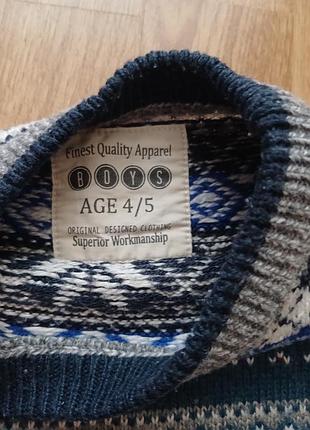 Finest Quality Apparel
BOYS
AGE 4/5
ORIGINAL DESIGNED CLOTHING
Superior Workmanship